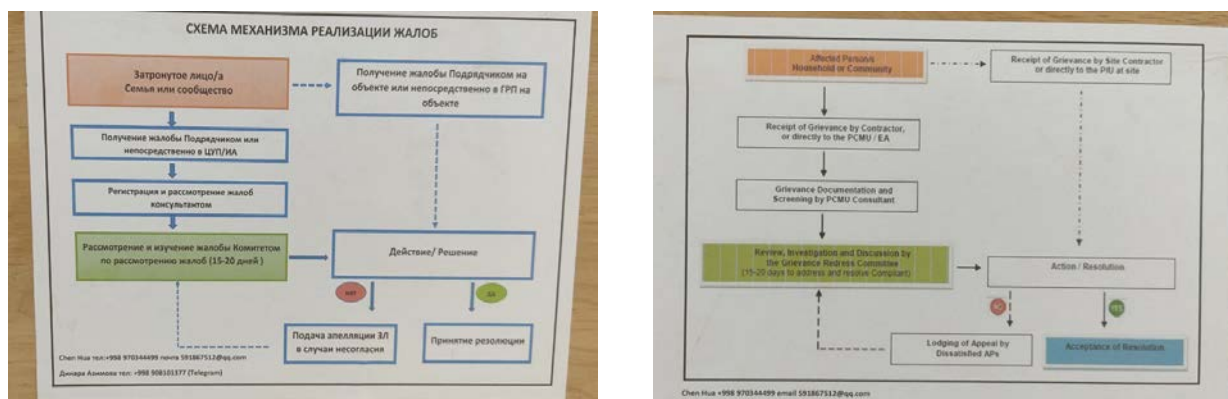 СХЕМА МЕХАНИЗМА РЕАЛИЗАЦИИ ЖАЛОБ
Затронутое лицо/а
Семья или сообщество
Получение жалобы Подрядчиком на
объекте или непосредственно в ГРП на
объекте
Получение жалобы Подрядчиком или
непосредственно в ЦУП/ИА
Регистрация и рассмотрение жалоб
консультантом
Рассмотрение и изучение жалобы Комитетом
по рассмотрению жалоб (15-20 дней )
Действие/ Решение
нет
да
Подача апелляции ЗЛ
в случаи несогласия
Принятие резолюции
Chen Hua тел:+998 970344499 почта 591867512@qq.com
Динара Азимова тел: +998 908101377 (Telegram)
Affected Person/s
Household or Community
Receipt of Grievance by Site Contractor
or directly to the PIU at site
Receipt of Grievance by Contractor,
or directly to the PCMU / EA
Grievance Documentation and
Screening by PCMU Consultant
Review, Investigation and Discussion by
the Grievance Redress Committee
(15-20 days to address and resolve Compliant)
Action / Resolution
NO
YES
Lodging of Appeal by
Dissatisfied APs
Acceptance of Resolution
Chen Hua +998 970344499 email 591867512@qq.com